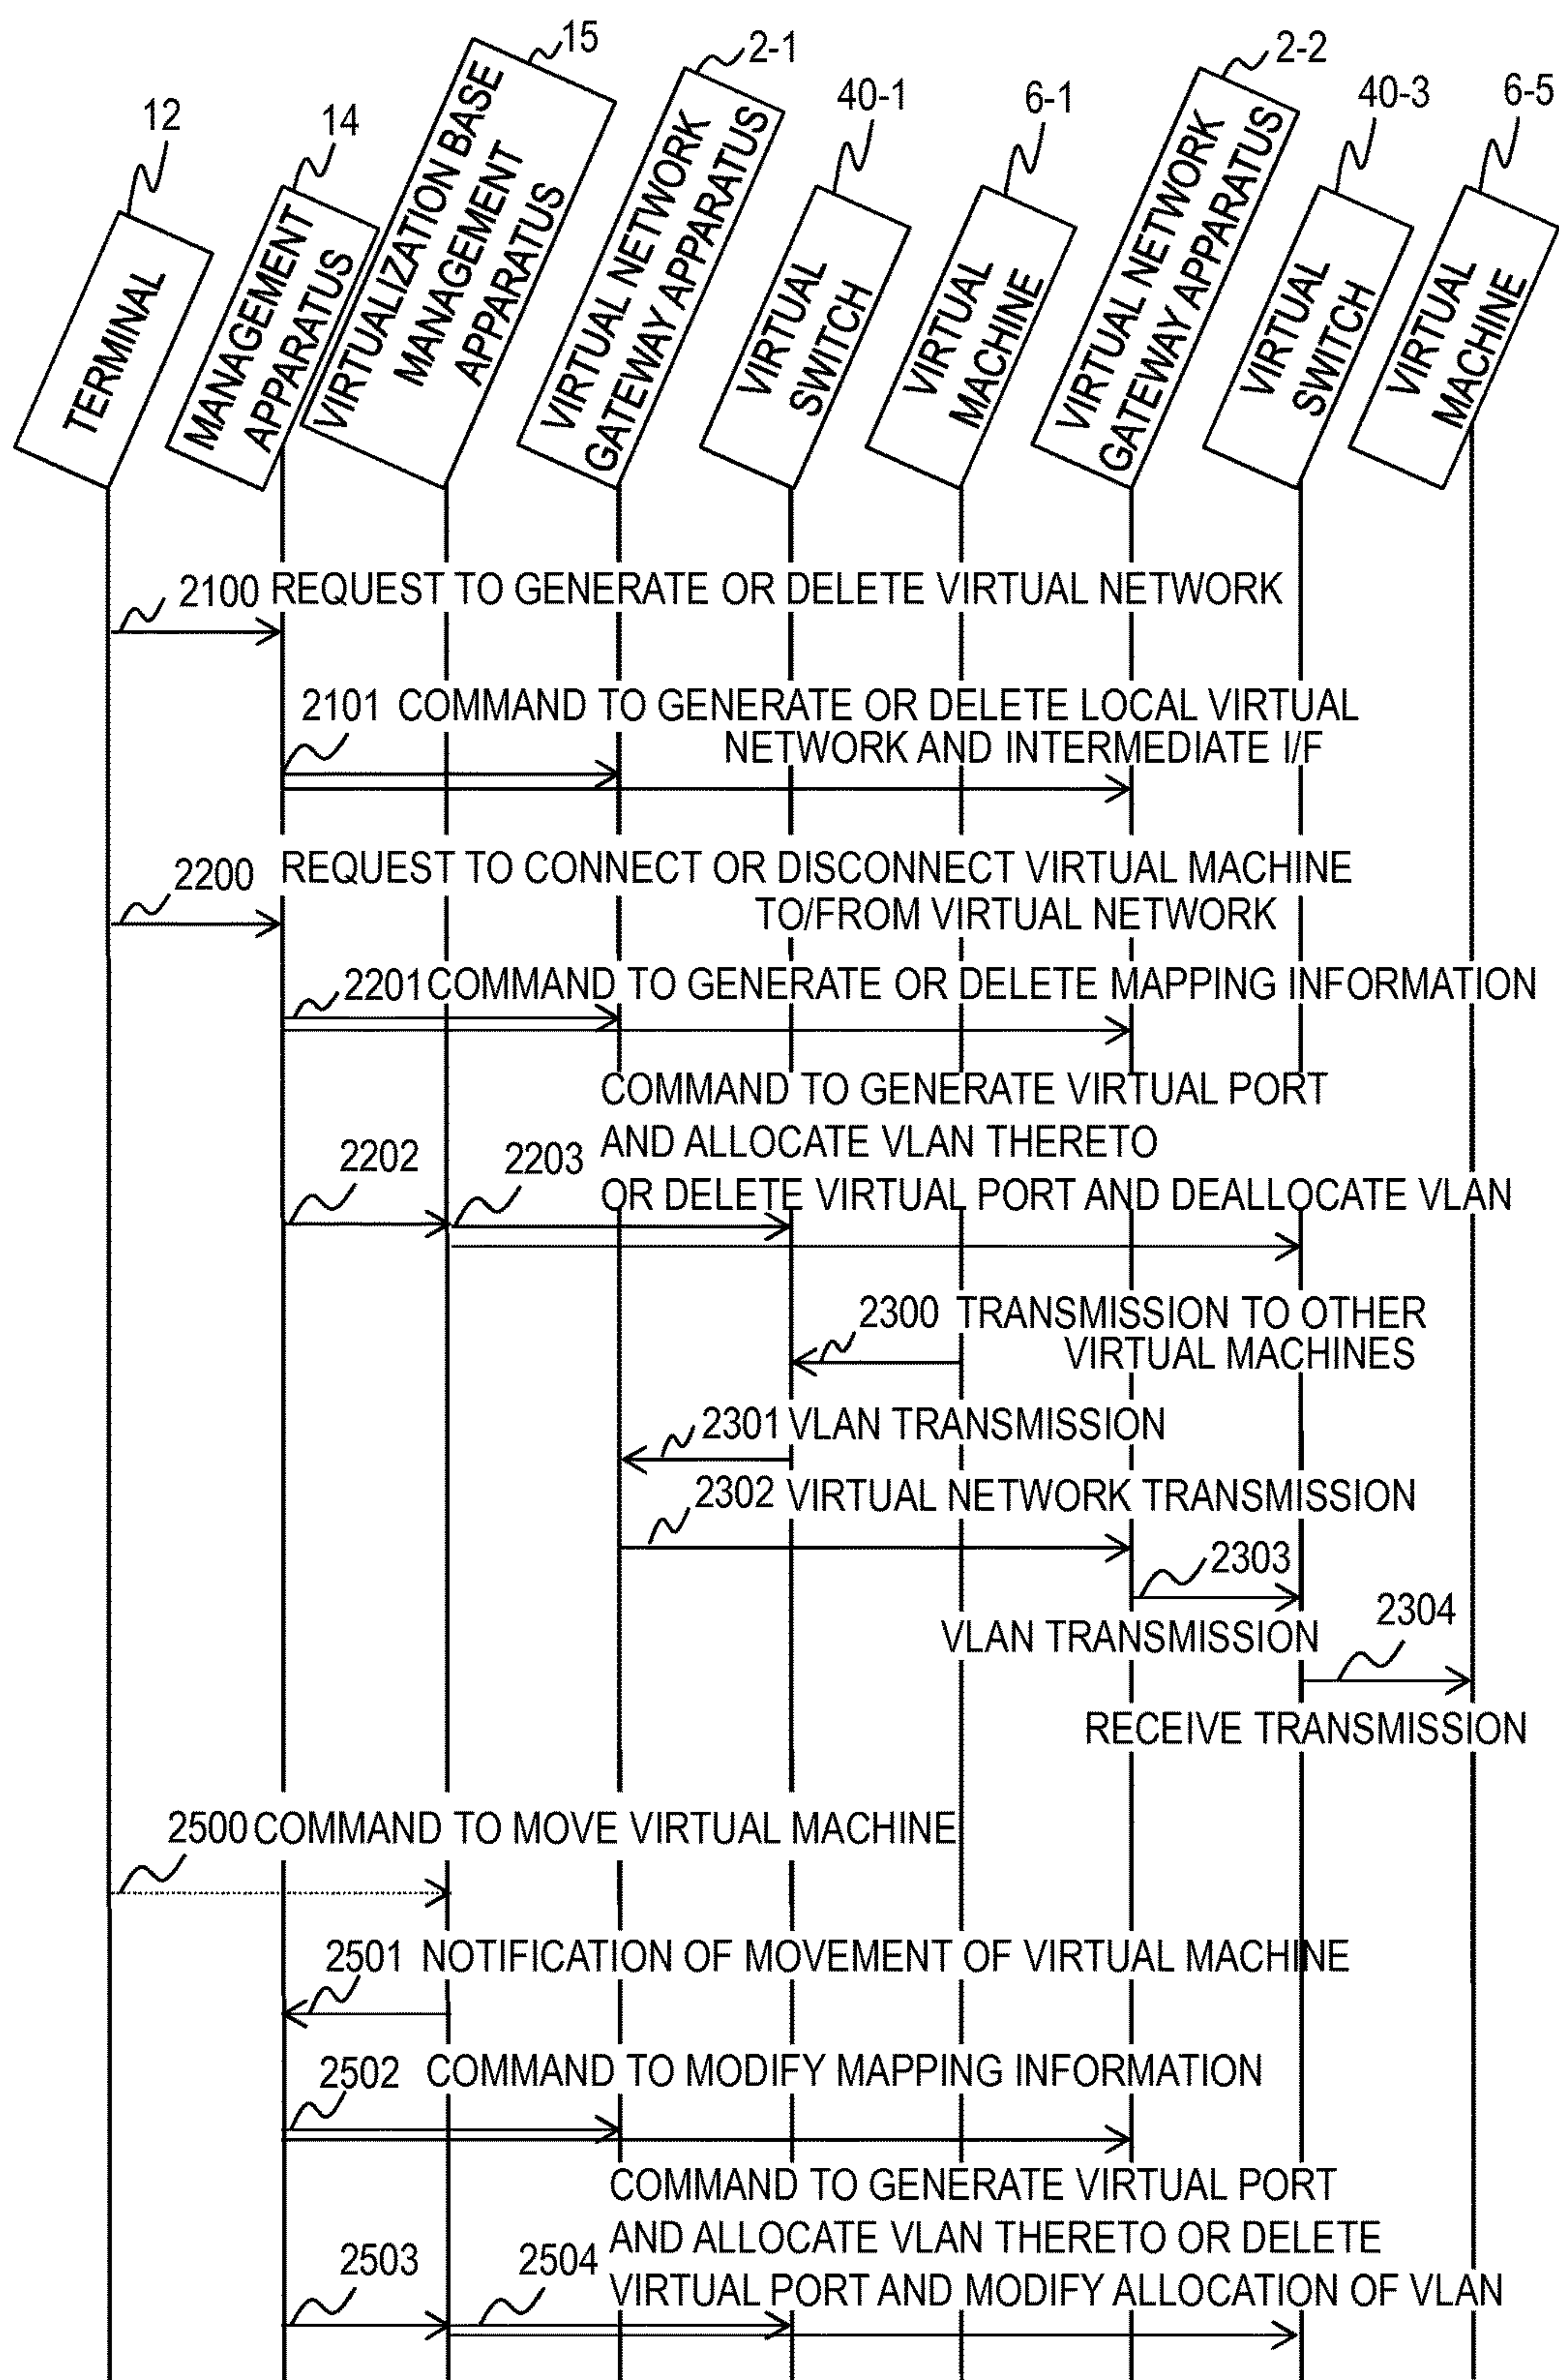 15
2-1
2-2
12
14
40-1
6-1
40-3
6-5
TERMINAL
MANAGEMENT
APPARATUS
VIRTUALIZATION BASE
MANAGEMENT
APPARATUS
VIRTUAL NETWORK
GATEWAY APPARATUS
VIRTUAL
SWITCH
VIRTUAL
MACHINE
VIRTUAL NETWORK
GATEWAY APPARATUS
VIRTUAL
SWITCH
VIRTUAL
MACHINE
2100 REQUEST TO GENERATE OR DELETE VIRTUAL NETWORK
2101 COMMAND TO GENERATE OR DELETE LOCAL VIRTUAL
NETWORK AND INTERMEDIATE I/F
2200 REQUEST TO CONNECT OR DISCONNECT VIRTUAL MACHINE
TO/FROM VIRTUAL NETWORK
2201 COMMAND TO GENERATE OR DELETE MAPPING INFORMATION
COMMAND TO GENERATE VIRTUAL PORT
2202 2203 AND ALLOCATE VLAN THERETO
OR DELETE VIRTUAL PORT AND DEALLOCATE VLAN
2300 TRANSMISSION TO OTHER
VIRTUAL MACHINES
2301 VLAN TRANSMISSION
2302 VIRTUAL NETWORK TRANSMISSION
2303
VLAN TRANSMISSION
2304
RECEIVE TRANSMISSION
2500 COMMAND TO MOVE VIRTUAL MACHINE
2501 NOTIFICATION OF MOVEMENT OF VIRTUAL MACHINE
2502 COMMAND TO MODIFY MAPPING INFORMATION
COMMAND TO GENERATE VIRTUAL PORT
2503 2504 AND ALLOCATE VLAN THERETO OR DELETE
VIRTUAL PORT AND MODIFY ALLOCATION OF VLAN